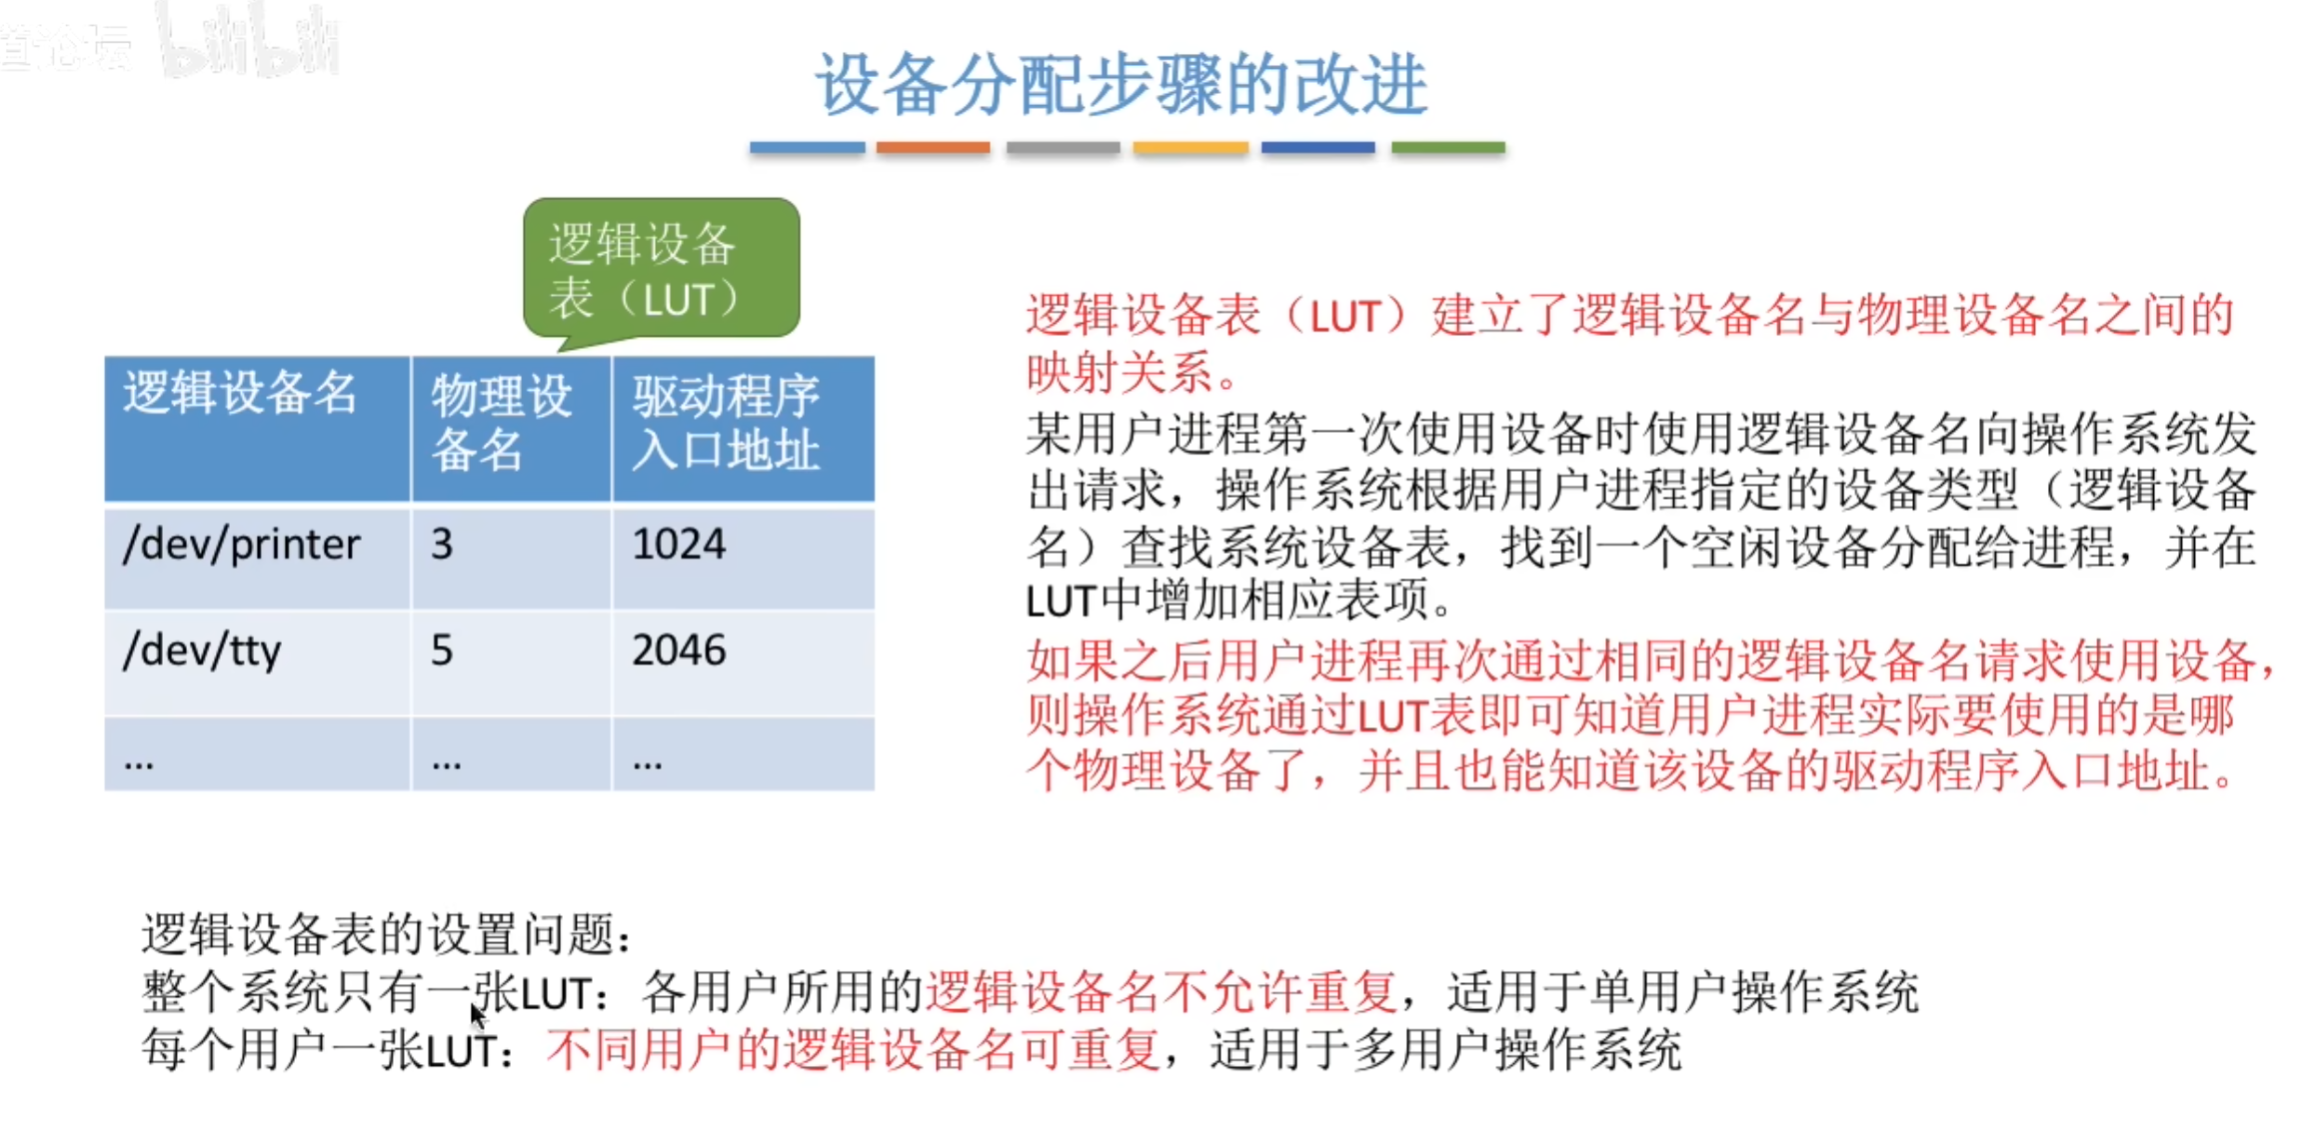 道论坛 bilibili
设备分配步骤的改进
逻辑设备
表（LUT）
逻辑设备名 物理设备名 驱动程序入口地址
/dev/printer 3 1024
/dev/tty 5 2046
... ... ...
逻辑设备表（LUT）建立了逻辑设备名与物理设备名之间的
映射关系。
某用户进程第一次使用设备时使用逻辑设备名向操作系统发
出请求，操作系统根据用户进程指定的设备类型（逻辑设备
名）查找系统设备表，找到一个空闲设备分配给进程，并在
LUT中增加相应表项。
如果之后用户进程再次通过相同的逻辑设备名请求使用设备，
则操作系统通过LUT表即可知道用户进程实际要使用的是哪
个物理设备了，并且也能知道该设备的驱动程序入口地址。
逻辑设备表的设置问题：
整个系统只有一张LUT：各用户所用的逻辑设备名不允许重复，适用于单用户操作系统
每个用户一张LUT：不同用户的逻辑设备名可重复，适用于多用户操作系统